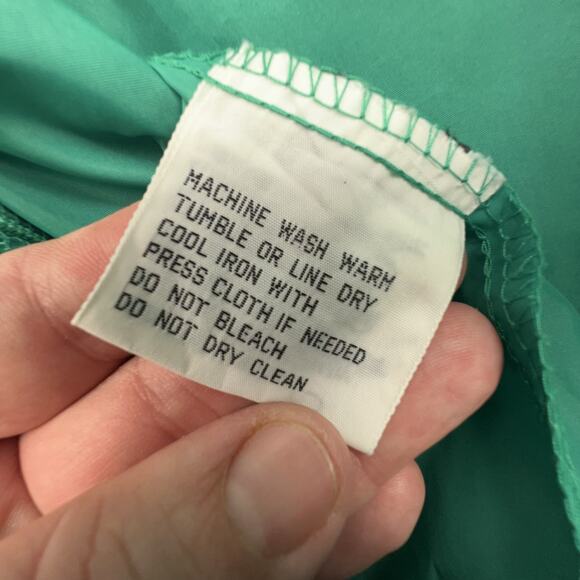 MACHINE WASH WARM
TUMBLE OR LINE DRY
COOL IRON WITH
PRESS CLOTH IF NEEDED
DO NOT BLEACH
DO NOT DRY CLEAN